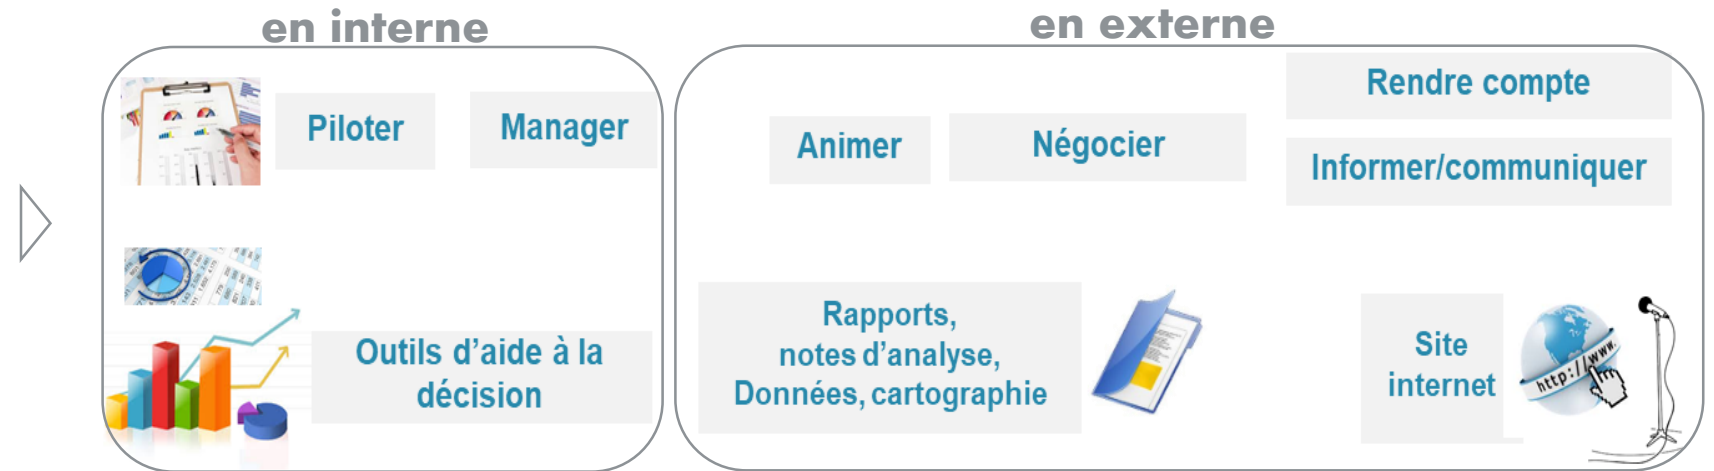 en interne
en externe
Piloter
Manager
Animer
Négocier
Rendre compte
Informer/communiquer
Outils d'aide à la
décision
Rapports,
notes d'analyse,
Données, cartographie
Site
internet
http://www.